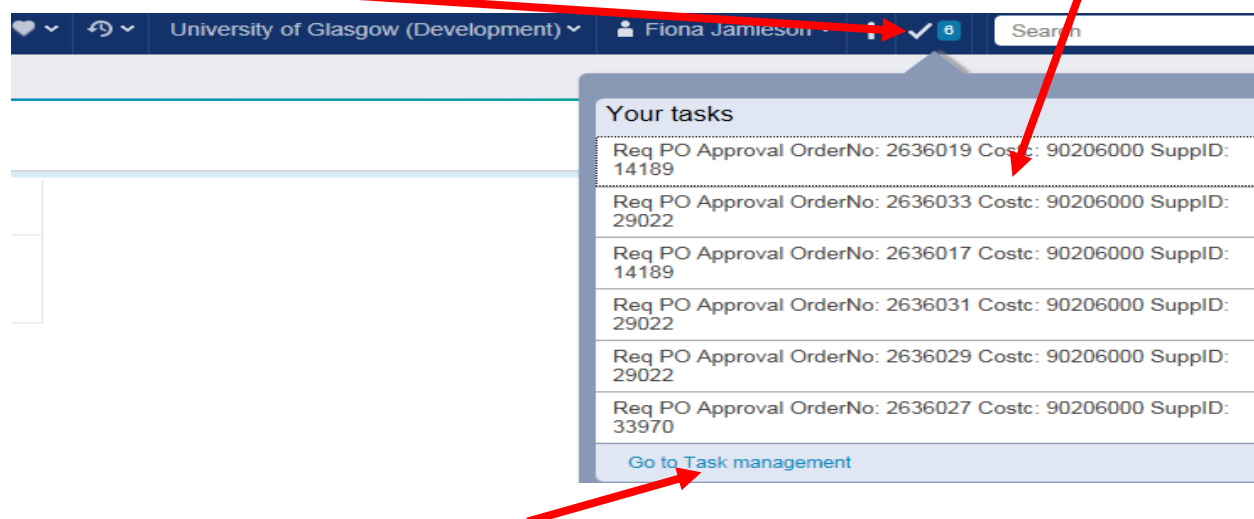 University of Glasgow (Development) Fiona Jamieson 6 Search
Your tasks
Req PO Approval OrderNo: 2636019 Costc: 90206000 SuppID:
14189
Req PO Approval OrderNo: 2636033 Costc: 90206000 SuppID:
29022
Req PO Approval OrderNo: 2636017 Costc: 90206000 SuppID:
14189
Req PO Approval OrderNo: 2636031 Costc: 90206000 SuppID:
29022
Req PO Approval OrderNo: 2636029 Costc: 90206000 SuppID:
29022
Req PO Approval OrderNo: 2636027 Costc: 90206000 SuppID:
33970
Go to Task management